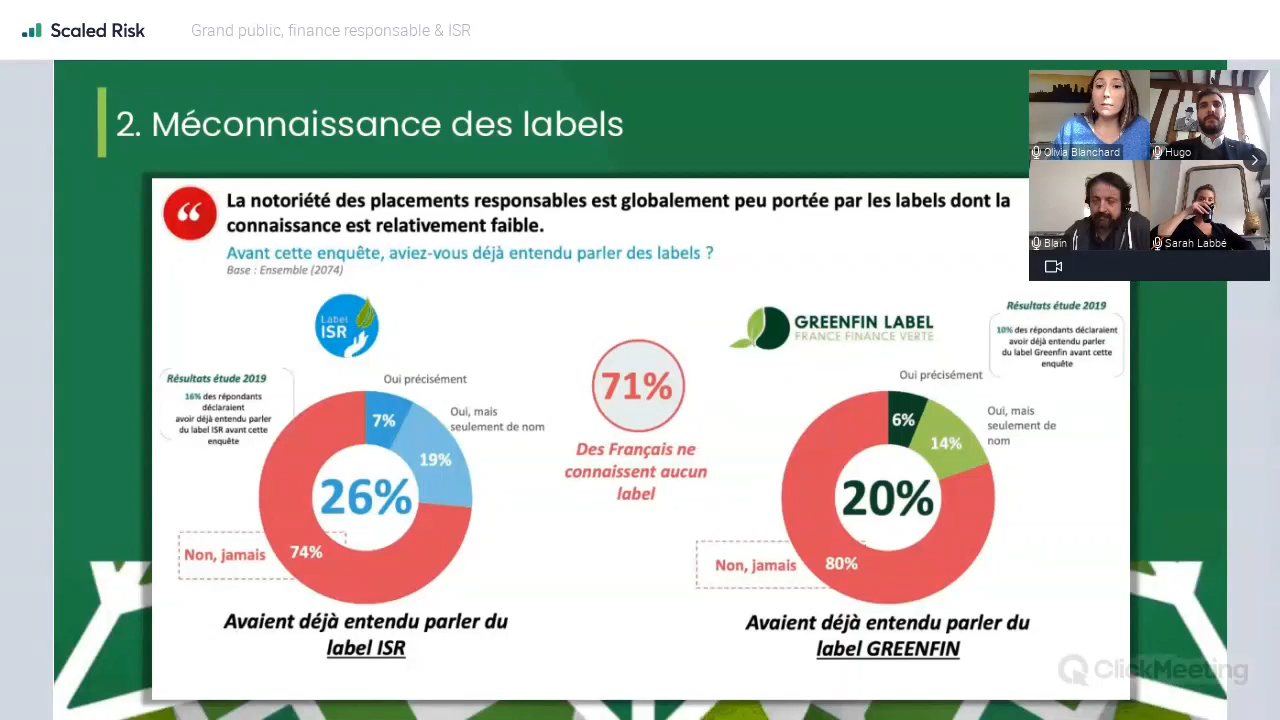 Scaled Risk
Grand public, finance responsable & ISR
2. Méconnaissance des labels
Olivia Blanchard
Hugo
Blain
Sarah Labbé
La notoriété des placements responsables est globalement peu portée par les labels dont la
connaissance est relativement faible.
Avant cette enquête, aviez-vous déjà entendu parler des labels ?
Base : Ensemble (2074)
Label
ISR
Résultats étude 2019
16% des répondants
déclaraient
avoir déjà entendu parler
du label ISR avant cette
enquête
Oui précisément
7%
Oui, mais
seulement de nom
19%
26%
Non, jamais
74%
Avaient déjà entendu parler du
label ISR
71%
Des Français ne
connaissent aucun
label
GREENFIN LABEL
FRANCE FINANCE VERTE
Résultats étude 2019
10% des répondants déclaraient
avoir déjà entendu parler
du label Greenfin avant cette
enquête
Oui précisément
6%
Oui, mais
seulement de
nom
14%
20%
Non, jamais
80%
Avaient déjà entendu parler du
label GREENFIN
ClickMeeting